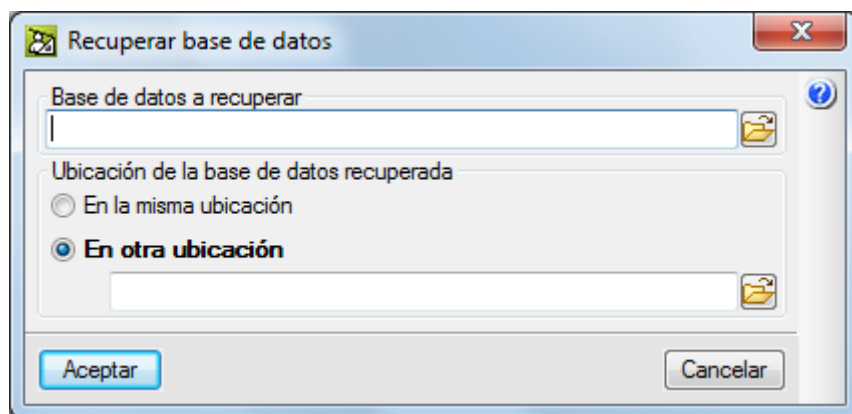 Recuperar base de datos
Base de datos a recuperar
Ubicación de la base de datos recuperada
En la misma ubicación
En otra ubicación
Aceptar Cancelar